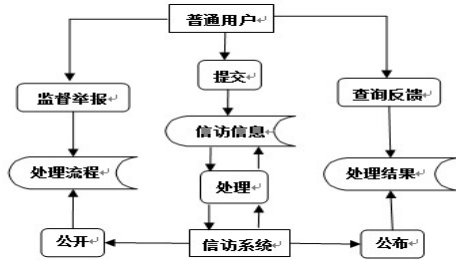 普通用户
提交
监督举报
查询反馈
信访信息
处理流程
处理
处理结果
公开
信访系统
公布